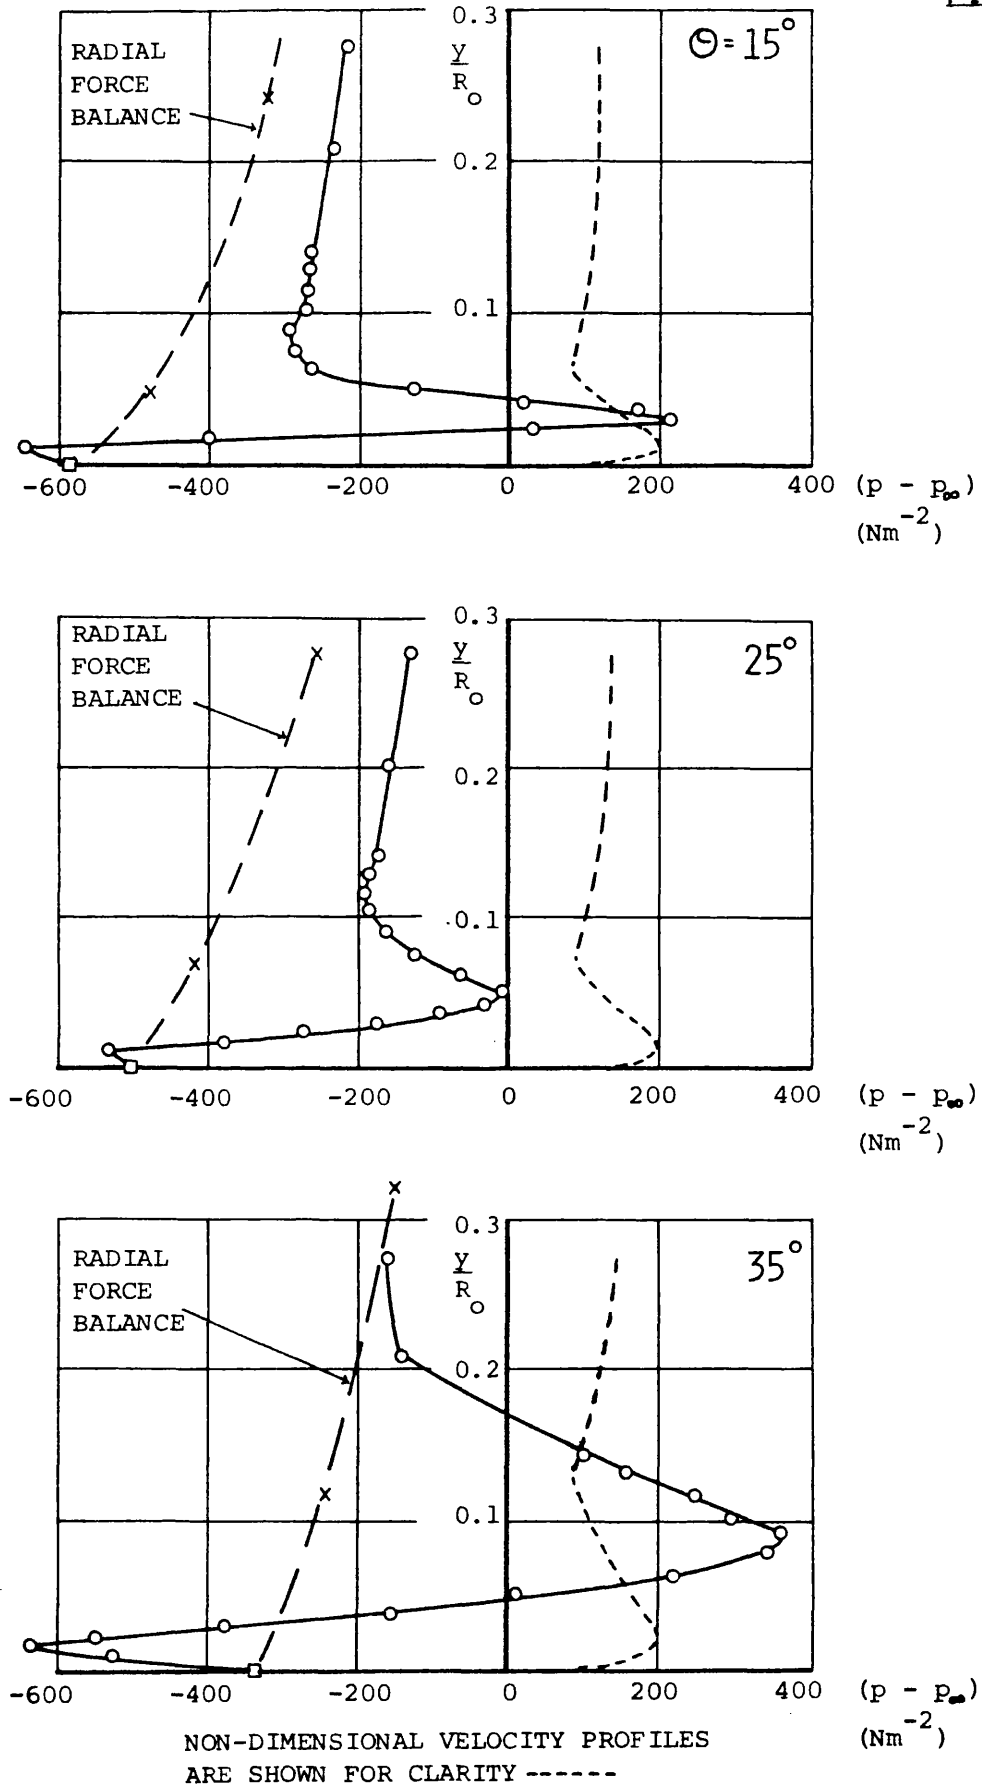 0.3
y
R₀
Θ = 15°
RADIAL
FORCE
BALANCE
0.2
0.1
-600 -400 -200 0 200 400 (p - p∞)
(Nm⁻²)
0.3
y
R₀
25°
RADIAL
FORCE
BALANCE
0.2
0.1
-600 -400 -200 0 200 400 (p - p∞)
(Nm⁻²)
0.3
y
R₀
35°
RADIAL
FORCE
BALANCE
0.2
0.1
-600 -400 -200 0 200 400 (p - p∞)
(Nm⁻²)
NON-DIMENSIONAL VELOCITY PROFILES
ARE SHOWN FOR CLARITY ------